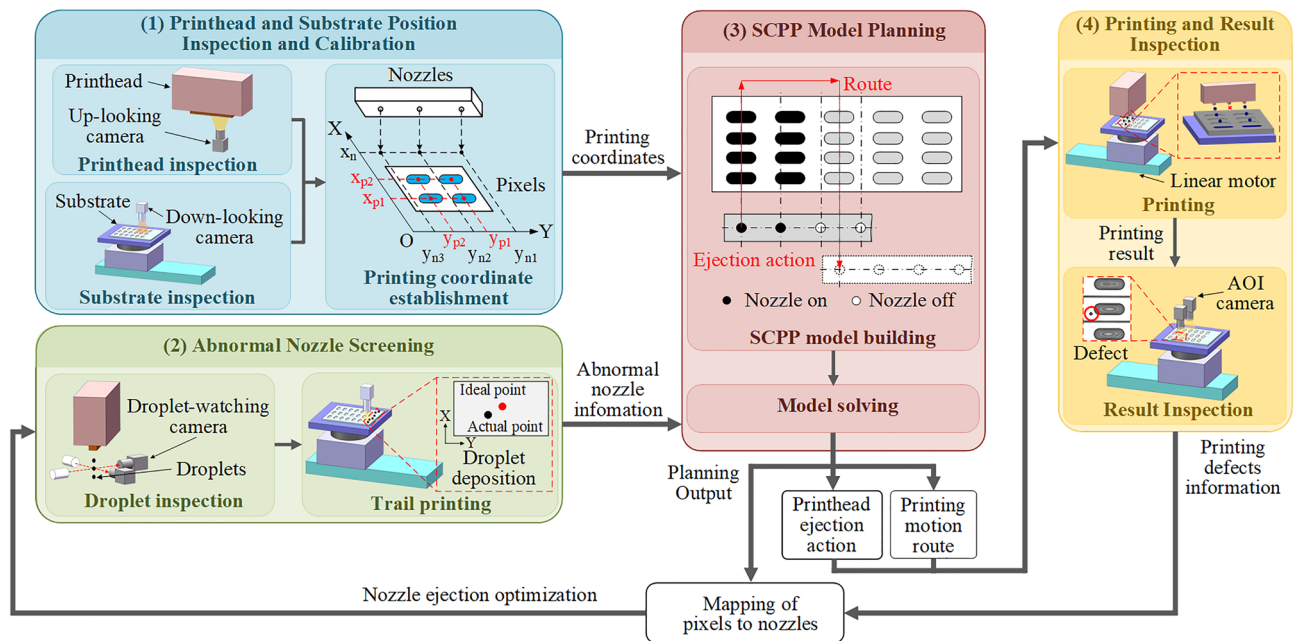 (1) Printhead and Substrate Position
Inspection and Calibration
Printhead
Up-looking
camera
Printhead inspection
Substrate
Down-looking
camera
Substrate inspection
Nozzles
X
xn
xp2
xp1
Pixels
O
Y
yp2
yp1
yn3
yn2
yn1
Printing coordinate
establishment
Printing
coordinates
(2) Abnormal Nozzle Screening
Droplet-watching
camera
Droplets
Droplet inspection
Ideal point
Actual point
X
Y
Droplet
deposition
Trail printing
Abnormal
nozzle
infomation
(3) SCPP Model Planning
Route
Ejection action
Nozzle on
Nozzle off
SCPP model building
Model solving
Planning
Output
Printhead
ejection
action
Printing
motion
route
(4) Printing and Result
Inspection
Linear motor
Printing
Printing
result
AOI
camera
Defect
Result Inspection
Printing
defects
information
Mapping of
pixels to nozzles
Nozzle ejection optimization